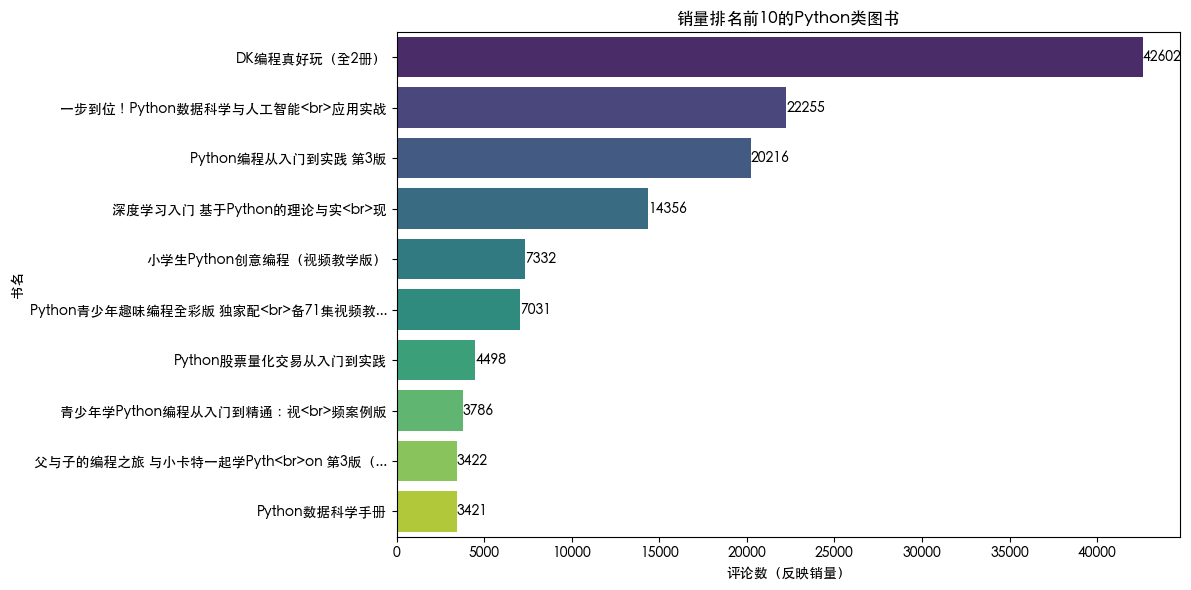 销量排名前10的Python类图书
书名
DK编程真好玩（全2册）
42602
一步到位！Python数据科学与人工智能<br>应用实战
22255
Python编程从入门到实践 第3版
20216
深度学习入门 基于Python的理论与实<br>现
14356
小学生Python创意编程（视频教学版）
7332
Python青少年趣味编程全彩版 独家配<br>备71集视频教...
7031
Python股票量化交易从入门到实践
4498
青少年学Python编程从入门到精通：视<br>频案例版
3786
父与子的编程之旅 与小卡特一起学Pyth<br>on 第3版（...
3422
Python数据科学手册
3421
0 5000 10000 15000 20000 25000 30000 35000 40000
评论数（反映销量）